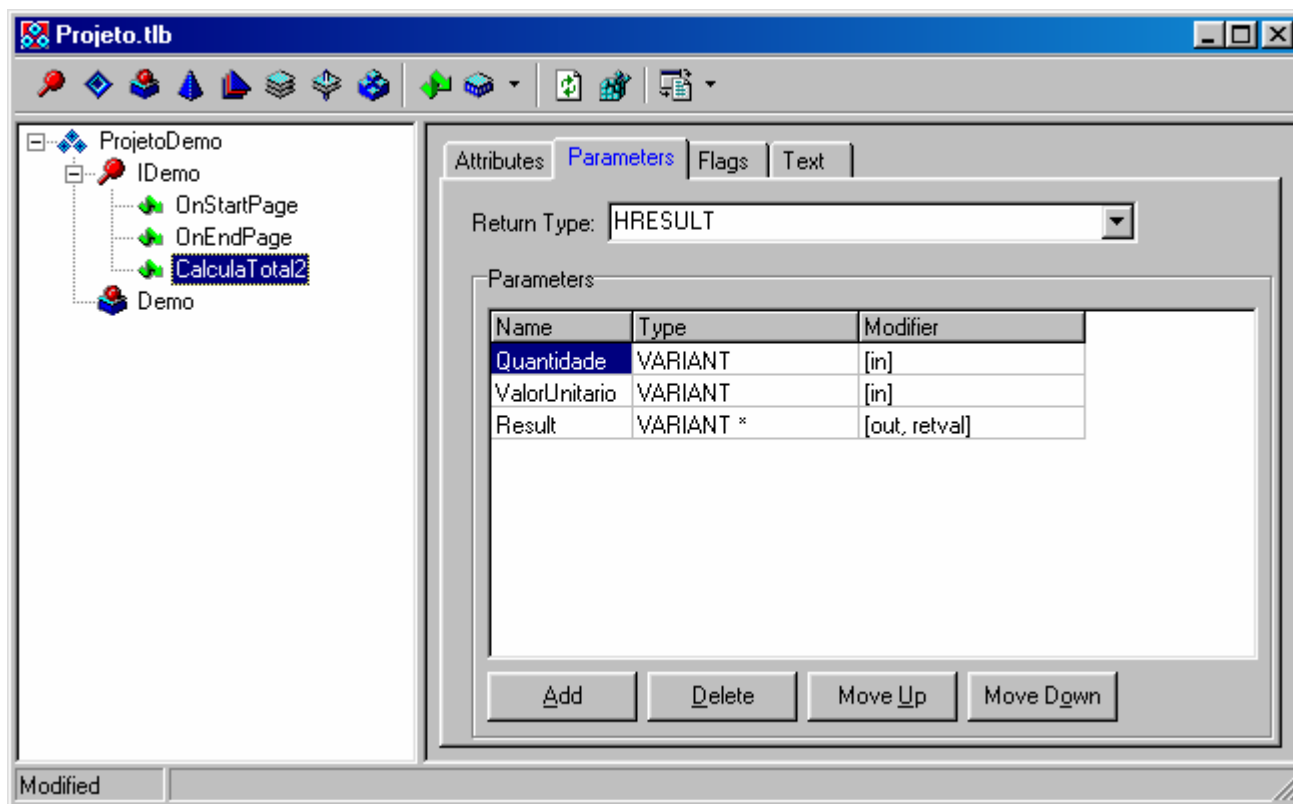 Projeto.tlb
ProjetoDemo
IDemo
OnStartPage
OnEndPage
CalculaTotal2
Demo
Attributes Parameters Flags Text
Return Type: HRESULT
Parameters
Name Type Modifier
Quantidade VARIANT [in]
ValorUnitario VARIANT [in]
Result VARIANT * [out, retval]
Add Delete Move Up Move Down
Modified